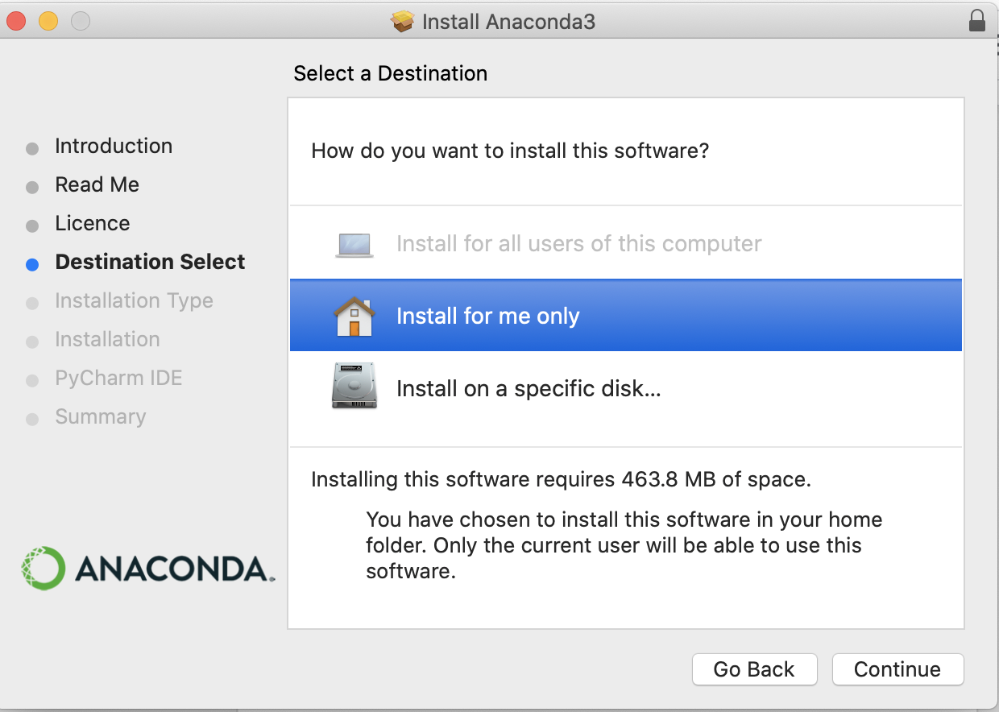 Install Anaconda3
Select a Destination
Introduction
Read Me
Licence
Destination Select
Installation Type
Installation
PyCharm IDE
Summary
ANACONDA.
How do you want to install this software?
Install for all users of this computer
Install for me only
Install on a specific disk...
Installing this software requires 463.8 MB of space.
You have chosen to install this software in your home
folder. Only the current user will be able to use this
software.
Go Back
Continue